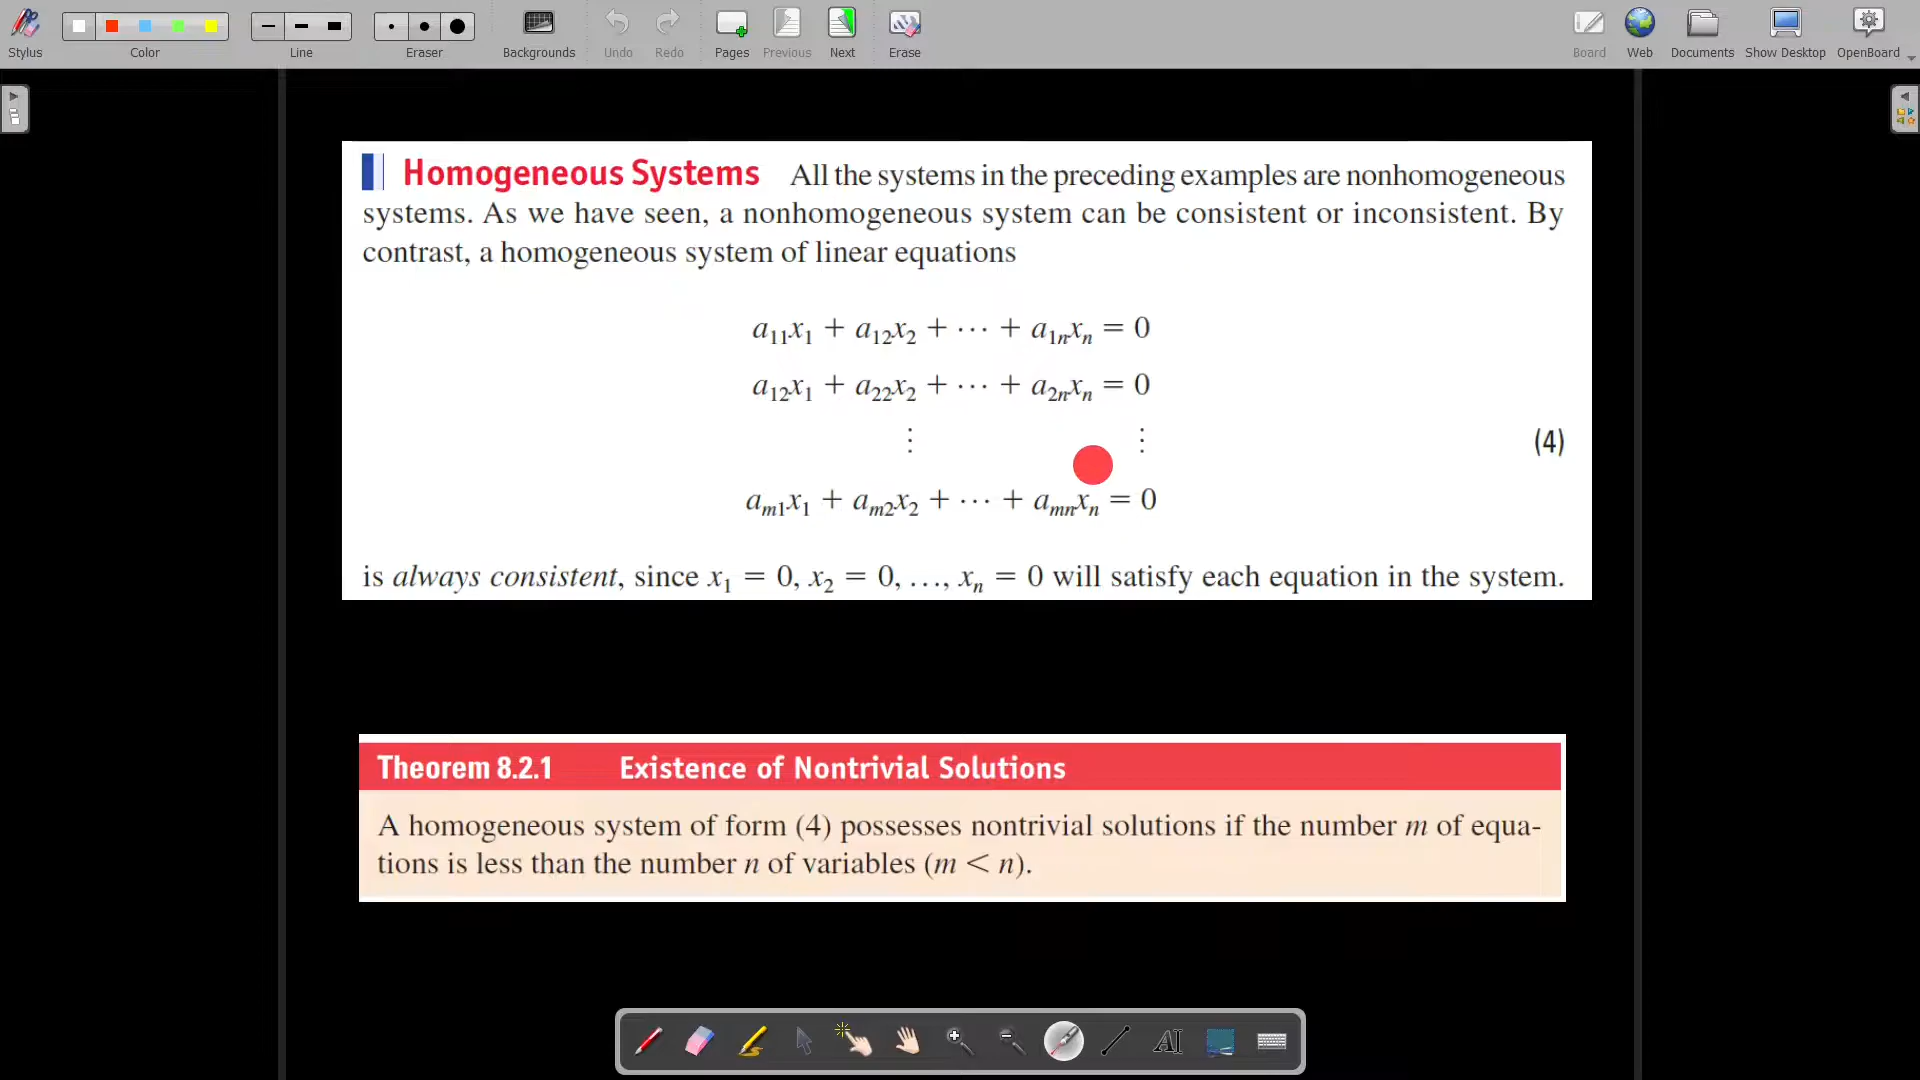 Stylus
Color
Line
Eraser
Backgrounds
Undo
Redo
Pages
Previous
Next
Erase
Board
Web
Documents
Show Desktop
OpenBoard
Homogeneous Systems All the systems in the preceding examples are nonhomogeneous
systems. As we have seen, a nonhomogeneous system can be consistent or inconsistent. By
contrast, a homogeneous system of linear equations
a₁₁x₁ + a₁₂x₂ + ⋯ + a₁ₙxₙ = 0
a₁₂x₁ + a₂₂x₂ + ⋯ + a₂ₙxₙ = 0
⋮ ⋮ (4)
aₘ₁x₁ + aₘ₂x₂ + ⋯ + aₘₙxₙ = 0
is always consistent, since x₁ = 0, x₂ = 0, …, xₙ = 0 will satisfy each equation in the system.
Theorem 8.2.1 Existence of Nontrivial Solutions
A homogeneous system of form (4) possesses nontrivial solutions if the number m of equa-
tions is less than the number n of variables (m < n).
AI